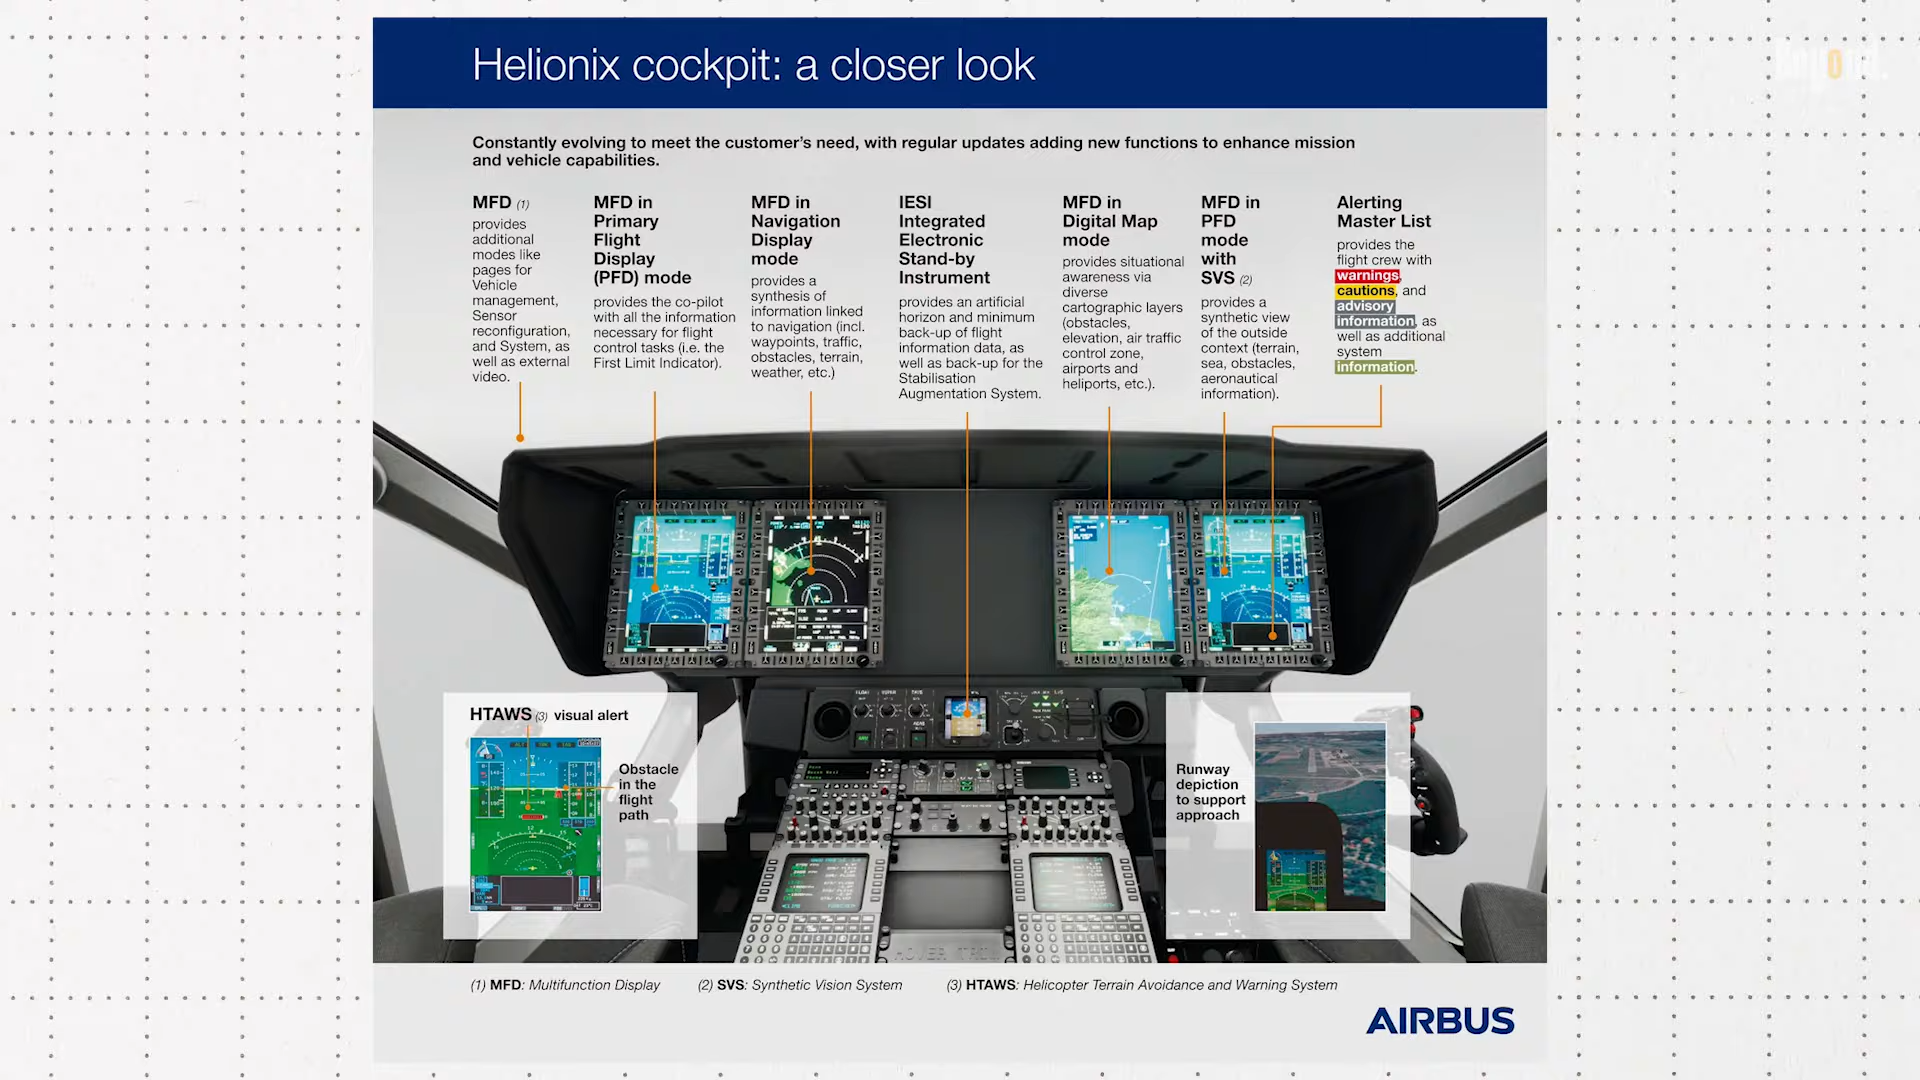 Beyond.
Helionix cockpit: a closer look
Constantly evolving to meet the customer's need, with regular updates adding new functions to enhance mission
and vehicle capabilities.
MFD (1)
provides
additional
modes like
pages for
Vehicle
management,
Sensor
reconfiguration,
and System, as
well as external
video.
MFD in
Primary
Flight
Display
(PFD) mode
provides the co-pilot
with all the information
necessary for flight
control tasks (i.e. the
First Limit Indicator).
MFD in
Navigation
Display
mode
provides a
synthesis of
information linked
to navigation (incl.
waypoints, traffic,
obstacles, terrain,
weather, etc.)
IESI
Integrated
Electronic
Stand-by
Instrument
provides an artificial
horizon and minimum
back-up of flight
information data, as
well as back-up for the
Stabilisation
Augmentation System.
MFD in
Digital Map
mode
provides situational
awareness via
diverse
cartographic layers
(obstacles,
elevation, air traffic
control zone,
airports and
heliports, etc.).
MFD in
PFD
mode
with
SVS (2)
provides a
synthetic view
of the outside
context (terrain,
sea, obstacles,
aeronautical
information).
Alerting
Master List
provides the
flight crew with
warnings,
cautions, and
advisory
information, as
well as additional
system
information.
HTAWS (3) visual alert
Obstacle
in the
flight
path
Runway
depiction
to support
approach
(1) MFD: Multifunction Display
(2) SVS: Synthetic Vision System
(3) HTAWS: Helicopter Terrain Avoidance and Warning System
AIRBUS